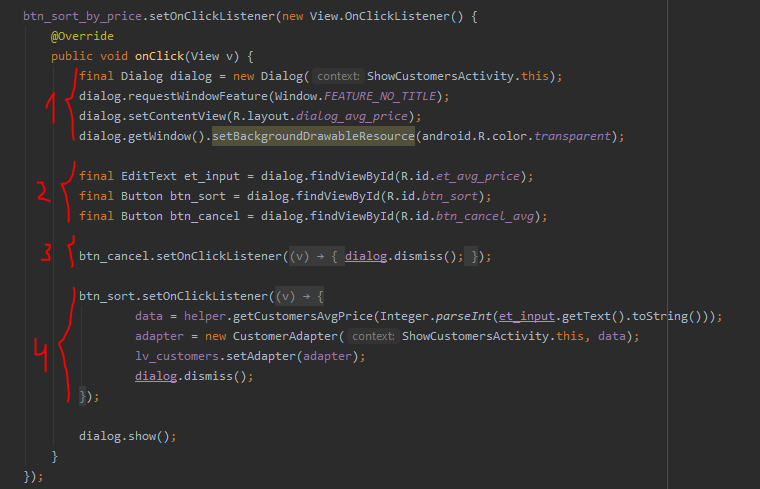 btn_sort_by_price.setOnClickListener(new View.OnClickListener() {
@Override
public void onClick(View v) {
1
final Dialog dialog = new Dialog( context: ShowCustomersActivity.this);
dialog.requestWindowFeature(Window.FEATURE_NO_TITLE);
dialog.setContentView(R.layout.dialog_avg_price);
dialog.getWindow().setBackgroundDrawableResource(android.R.color.transparent);
2
final EditText et_input = dialog.findViewById(R.id.et_avg_price);
final Button btn_sort = dialog.findViewById(R.id.btn_sort);
final Button btn_cancel = dialog.findViewById(R.id.btn_cancel_avg);
3
btn_cancel.setOnClickListener((v) → { dialog.dismiss(); });
4
btn_sort.setOnClickListener((v) → {
data = helper.getCustomersAvgPrice(Integer.parseInt(et_input.getText().toString()));
adapter = new CustomerAdapter( context: ShowCustomersActivity.this, data);
lv_customers.setAdapter(adapter);
dialog.dismiss();
});
dialog.show();
}
});